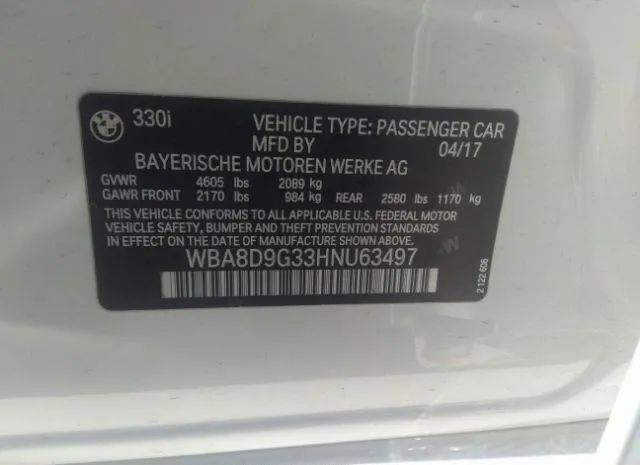 BMW 330i VEHICLE TYPE: PASSENGER CAR
MFD BY 04/17
BAYERISCHE MOTOREN WERKE AG
GVWR 4605 lbs 2089 kg
GAWR FRONT 2170 lbs 984 kg REAR 2580 lbs 1170 kg
THIS VEHICLE CONFORMS TO ALL APPLICABLE U.S. FEDERAL MOTOR
VEHICLE SAFETY, BUMPER AND THEFT PREVENTION STANDARDS
IN EFFECT ON THE DATE OF MANUFACTURE SHOWN ABOVE.
WBA8D9G33HNU63497
2 122 606